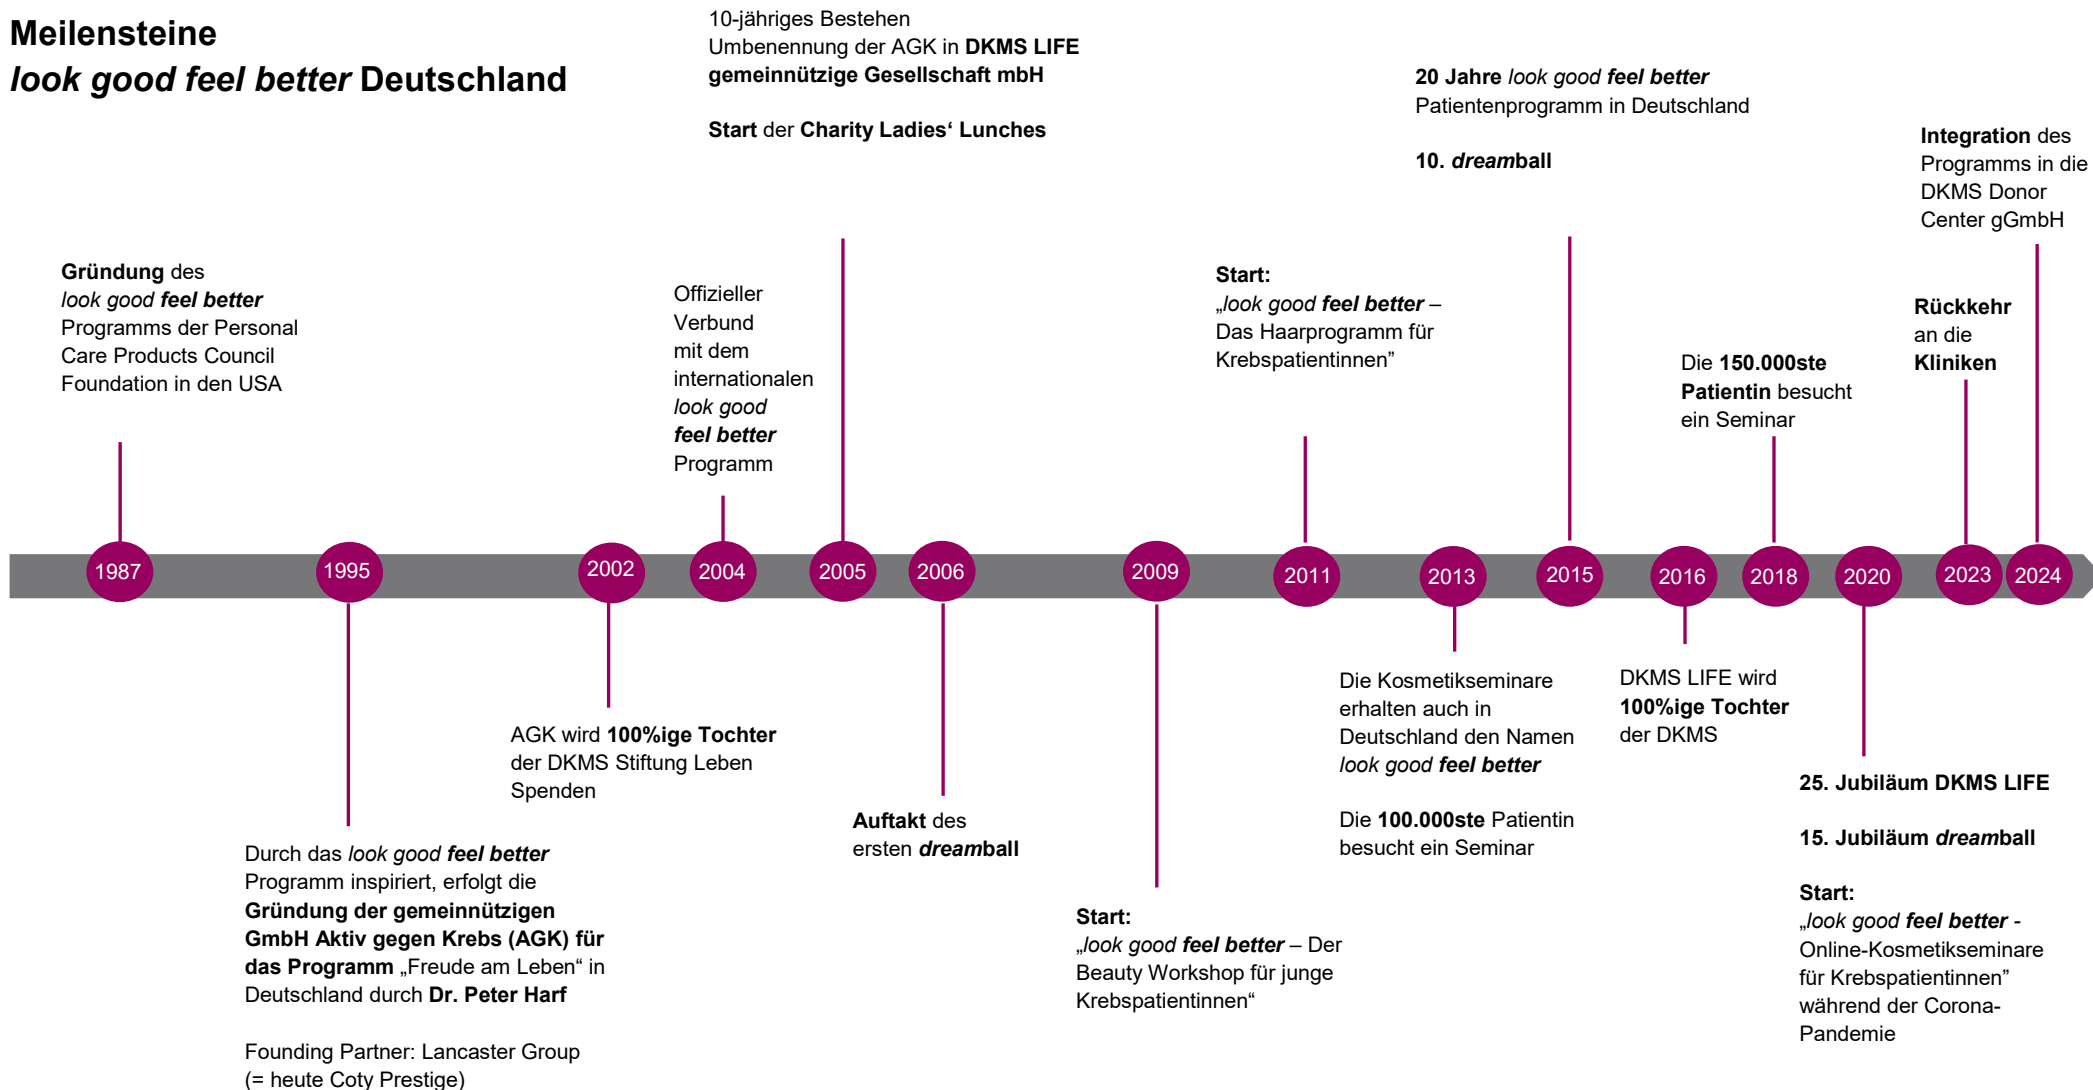 Meilensteine
look good feel better Deutschland
10-jähriges Bestehen
Umbenennung der AGK in DKMS LIFE
gemeinnützige Gesellschaft mbH
Start der Charity Ladies‘ Lunches
20 Jahre look good feel better
Patientenprogramm in Deutschland
10. dreamball
Integration des
Programms in die
DKMS Donor
Center gGmbH
Gründung des
look good feel better
Programms der Personal
Care Products Council
Foundation in den USA
Offizieller
Verbund
mit dem
internationalen
look good
feel better
Programm
Start:
„look good feel better –
Das Haarprogramm für
Krebspatientinnen”
Die 150.000ste
Patientin besucht
ein Seminar
Rückkehr
an die
Kliniken
1987
1995
2002
2004
2005
2006
2009
2011
2013
2015
2016
2018
2020
2023
2024
Durch das look good feel better
Programm inspiriert, erfolgt die
Gründung der gemeinnützigen
GmbH Aktiv gegen Krebs (AGK) für
das Programm „Freude am Leben“ in
Deutschland durch Dr. Peter Harf
Founding Partner: Lancaster Group
(= heute Coty Prestige)
AGK wird 100%ige Tochter
der DKMS Stiftung Leben
Spenden
Auftakt des
ersten dreamball
Start:
„look good feel better – Der
Beauty Workshop für junge
Krebspatientinnen“
Die Kosmetikseminare
erhalten auch in
Deutschland den Namen
look good feel better
Die 100.000ste Patientin
besucht ein Seminar
DKMS LIFE wird
100%ige Tochter
der DKMS
25. Jubiläum DKMS LIFE
15. Jubiläum dreamball
Start:
„look good feel better -
Online-Kosmetikseminare
für Krebspatientinnen”
während der Corona-
Pandemie